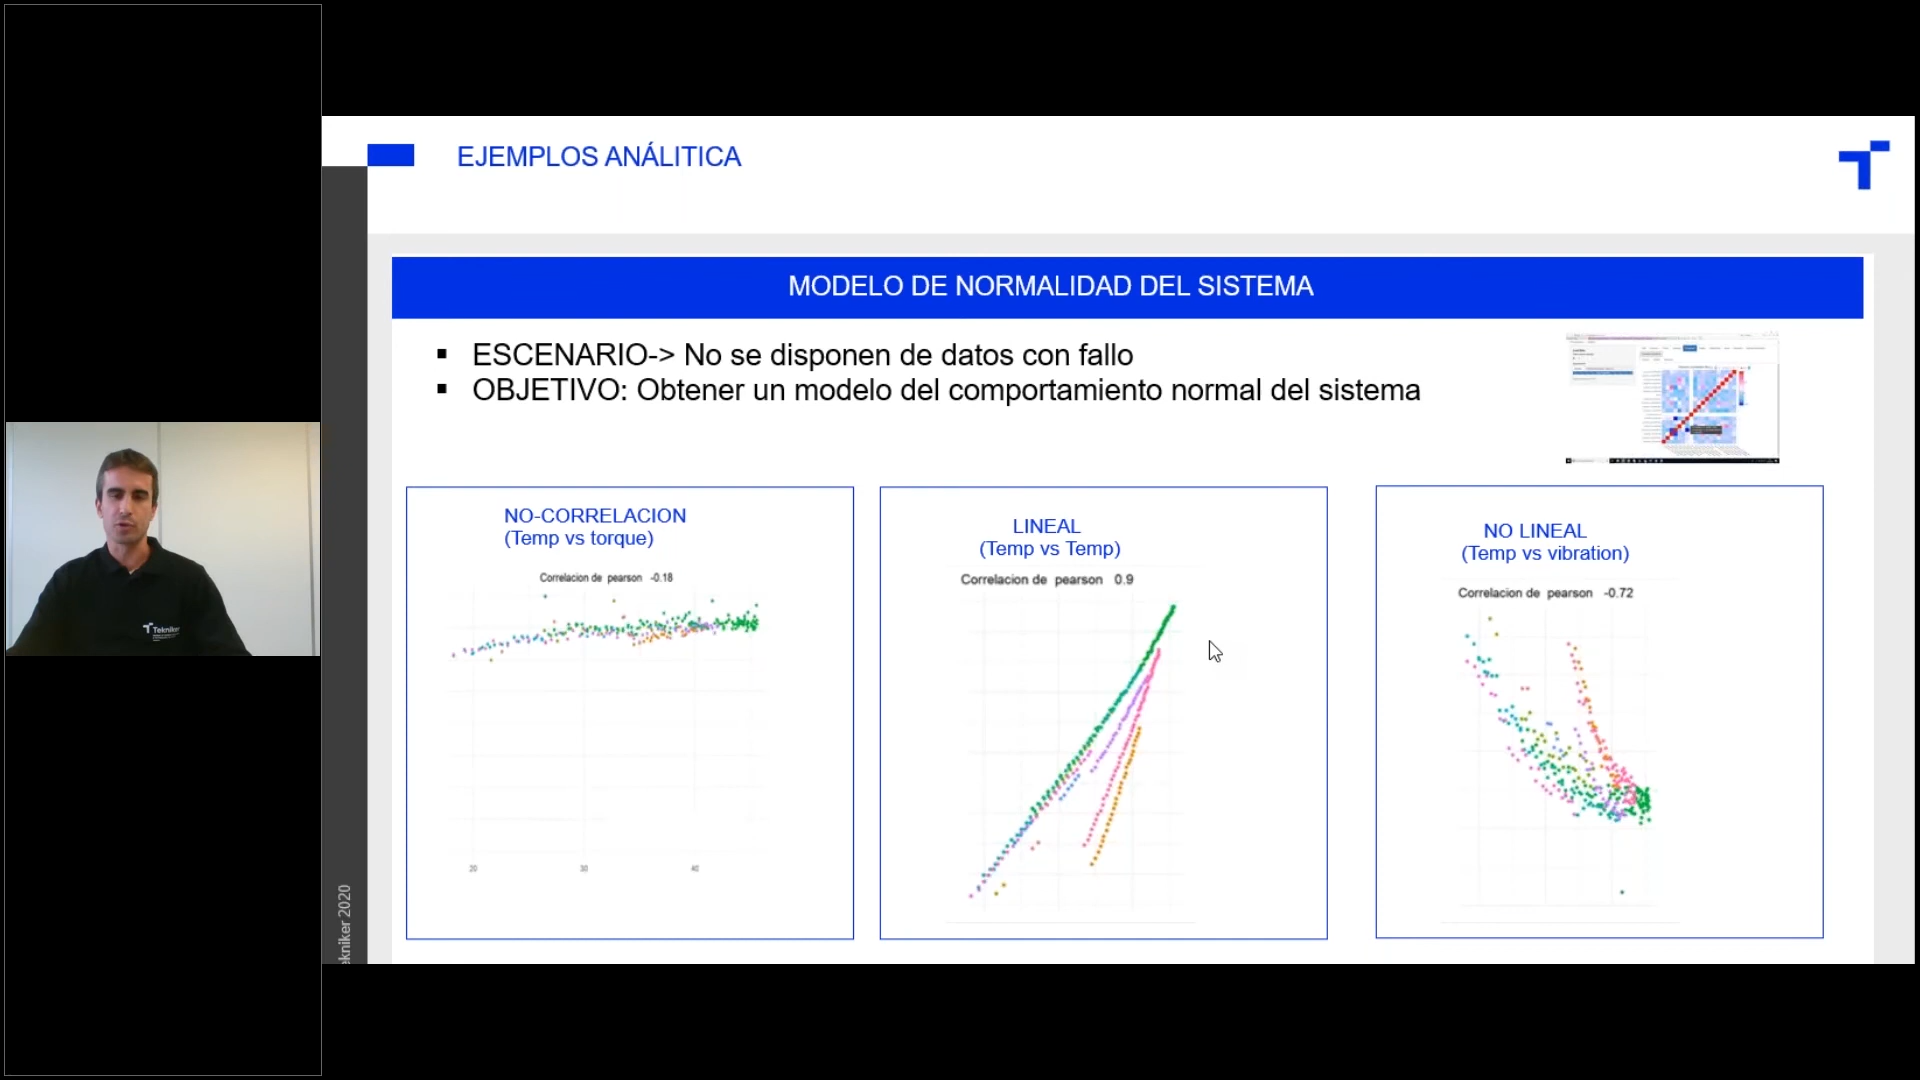 EJEMPLOS ANÁLITICA
MODELO DE NORMALIDAD DEL SISTEMA
▪ ESCENARIO-> No se disponen de datos con fallo
▪ OBJETIVO: Obtener un modelo del comportamiento normal del sistema
NO-CORRELACION
(Temp vs torque)
Correlacion de pearson -0.18
20 30 40
LINEAL
(Temp vs Temp)
Correlacion de pearson 0.9
NO LINEAL
(Temp vs vibration)
Correlacion de pearson -0.72
ekniker 2020
Tekniker